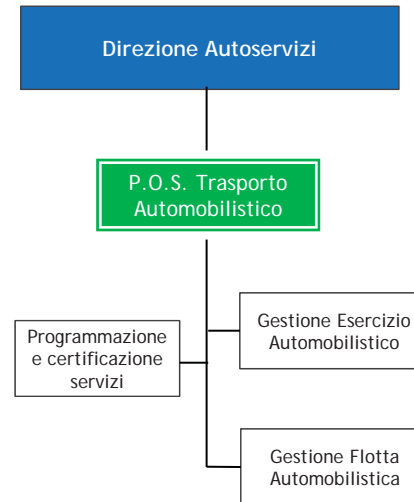 Direzione Autoservizi
P.O.S. Trasporto
Automobilistico
Gestione Esercizio
Automobilistico
Programmazione
e certificazione
servizi
Gestione Flotta
Automobilistica